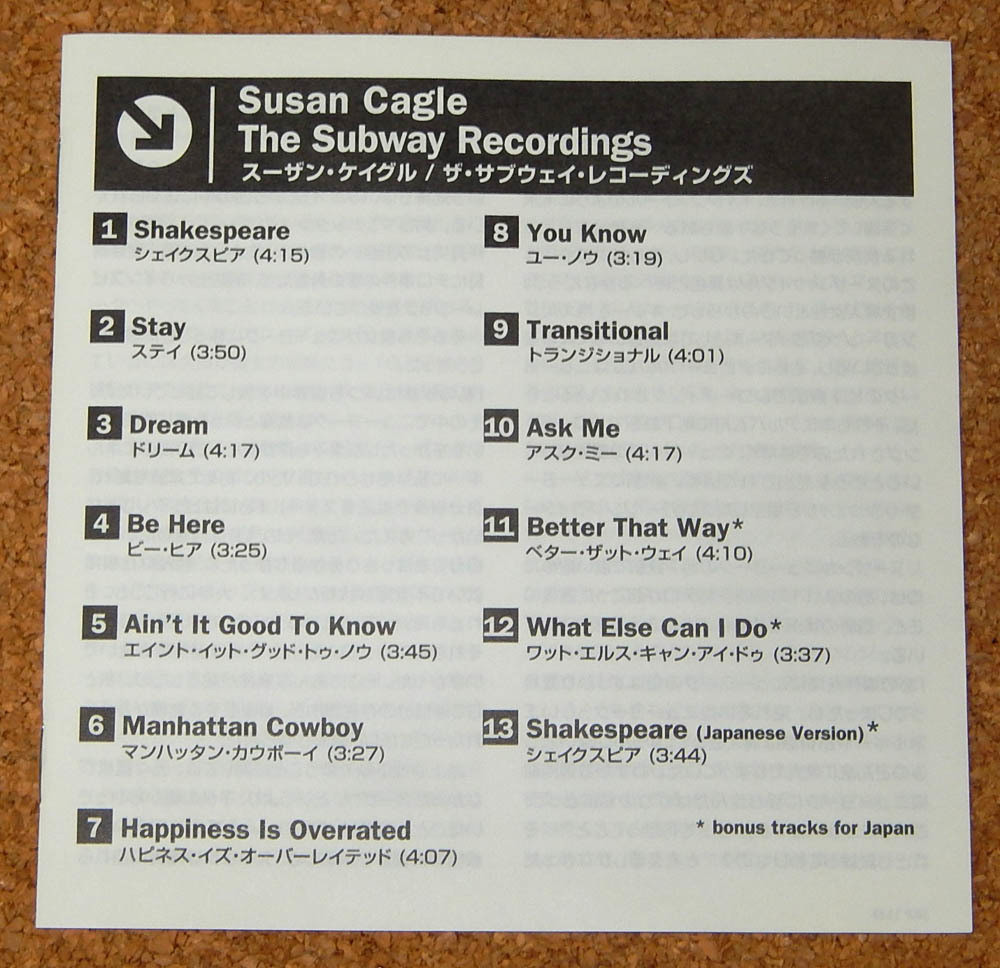 Susan Cagle
The Subway Recordings
スーザン・ケイグル / ザ・サブウェイ・レコーディングズ
1 Shakespeare
シェイクスピア (4:15)
2 Stay
ステイ (3:50)
3 Dream
ドリーム (4:17)
4 Be Here
ビー・ヒア (3:25)
5 Ain't It Good To Know
エイント・イット・グッド・トゥ・ノウ (3:45)
6 Manhattan Cowboy
マンハッタン・カウボーイ (3:27)
7 Happiness Is Overrated
ハピネス・イズ・オーバーレイテッド (4:07)
8 You Know
ユー・ノウ (3:19)
9 Transitional
トランジショナル (4:01)
10 Ask Me
アスク・ミー (4:17)
11 Better That Way*
ベター・ザット・ウェイ (4:10)
12 What Else Can I Do*
ワット・エルス・キャン・アイ・ドゥ (3:37)
13 Shakespeare (Japanese Version)*
シェイクスピア (3:44)
* bonus tracks for Japan